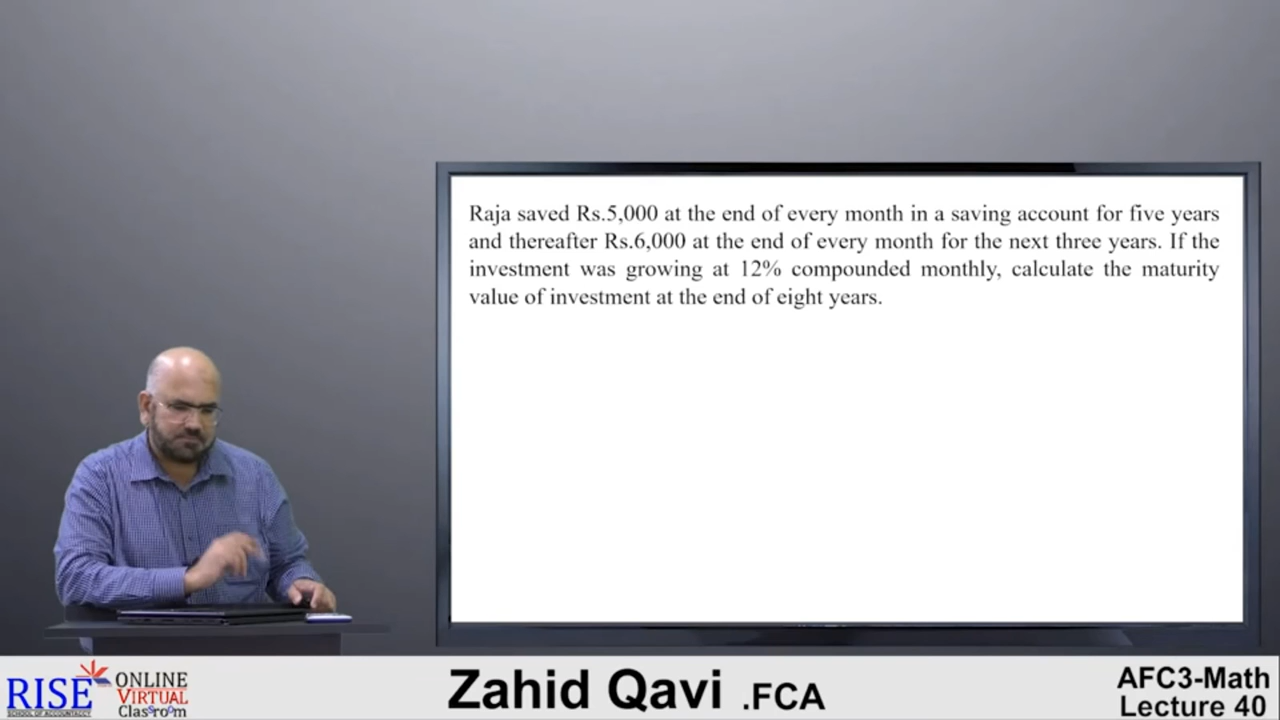 Raja saved Rs.5,000 at the end of every month in a saving account for five years
and thereafter Rs.6,000 at the end of every month for the next three years. If the
investment was growing at 12% compounded monthly, calculate the maturity
value of investment at the end of eight years.
RISE
SCHOOL OF ACCOUNTANCY
ONLINE
VIRTUAL
Classroom
Zahid Qavi .FCA
AFC3-Math
Lecture 40